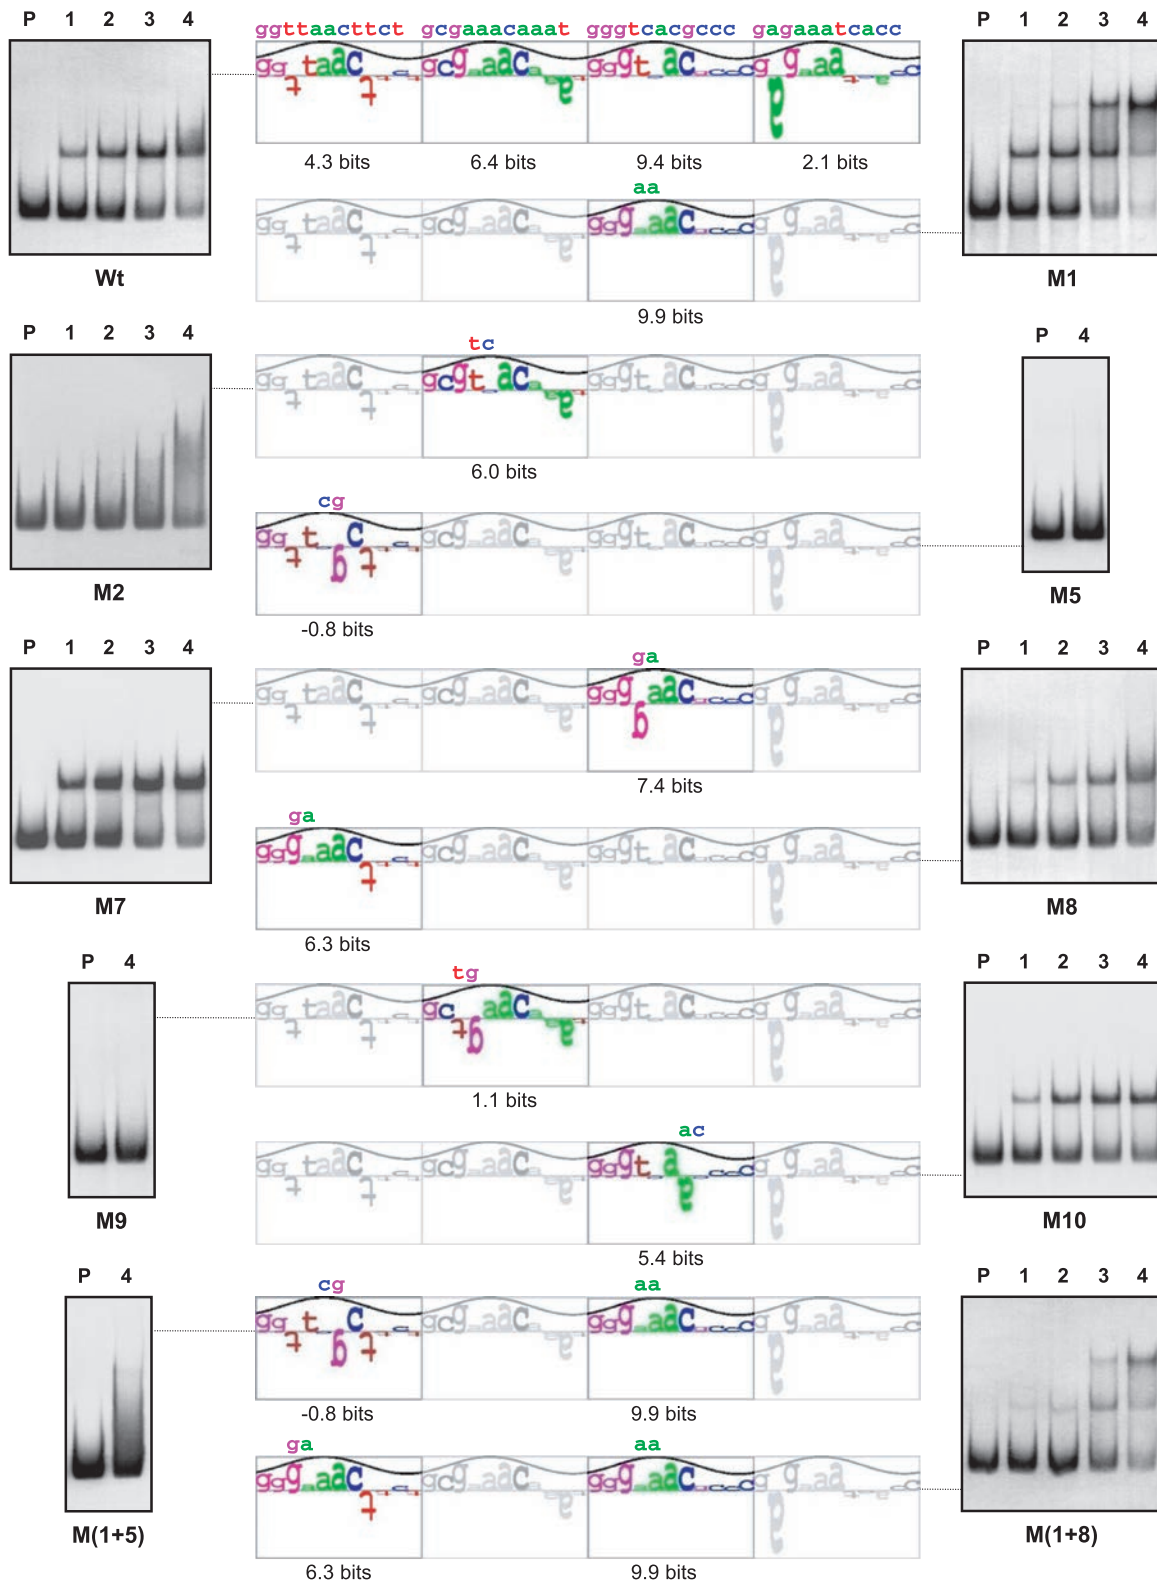 P 1 2 3 4
ggttaacttct gcgaaacaaat gggtcacgccc gagaaatcacc
P 1 2 3 4
4.3 bits 6.4 bits 9.4 bits 2.1 bits
aa
Wt
M1
9.9 bits
P 1 2 3 4
tc
P 4
6.0 bits
cg
M2
M5
-0.8 bits
P 1 2 3 4
ga
P 1 2 3 4
7.4 bits
ga
M7
M8
6.3 bits
P 4
tg
P 1 2 3 4
1.1 bits
ac
M9
M10
5.4 bits
P 4
cg aa
P 1 2 3 4
-0.8 bits 9.9 bits
ga aa
M(1+5)
M(1+8)
6.3 bits 9.9 bits